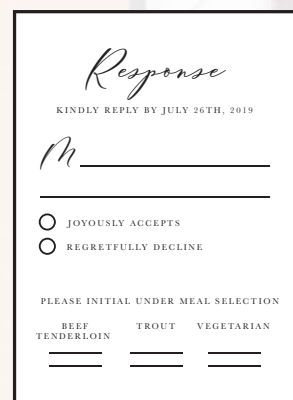 Response
KINDLY REPLY BY JULY 26TH, 2019
M
JOYOUSLY ACCEPTS
REGRETFULLY DECLINE
PLEASE INITIAL UNDER MEAL SELECTION
BEEF TENDERLOIN
TROUT
VEGETARIAN